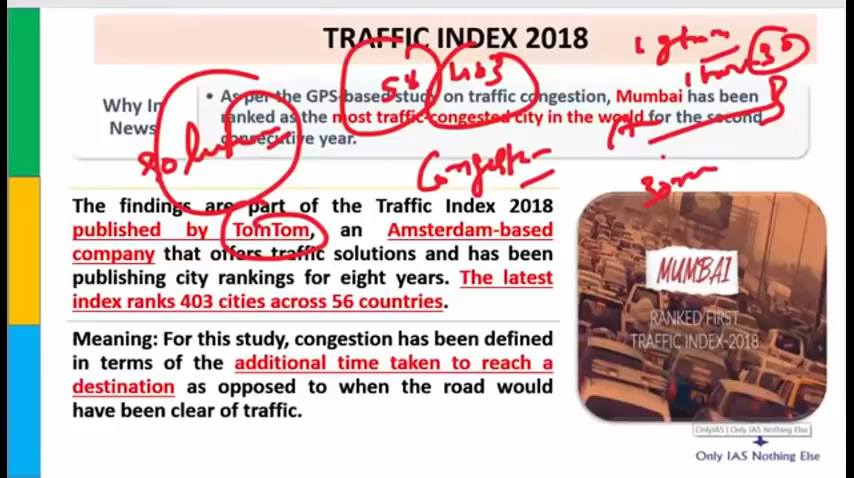 TRAFFIC INDEX 2018
Why In
News
• As per the GPS-based study on traffic congestion, Mumbai has been
ranked as the most traffic-congested city in the world for the second
consecutive year.
58 403
Solution
Congestion
The findings are part of the Traffic Index 2018
published by TomTom, an Amsterdam-based
company that offers traffic solutions and has been
publishing city rankings for eight years. The latest
index ranks 403 cities across 56 countries.
Meaning: For this study, congestion has been defined
in terms of the additional time taken to reach a
destination as opposed to when the road would
have been clear of traffic.
MUMBAI
RANKED FIRST
TRAFFIC INDEX-2018
OnlyIAS | Only IAS Nothing Else
Only IAS Nothing Else